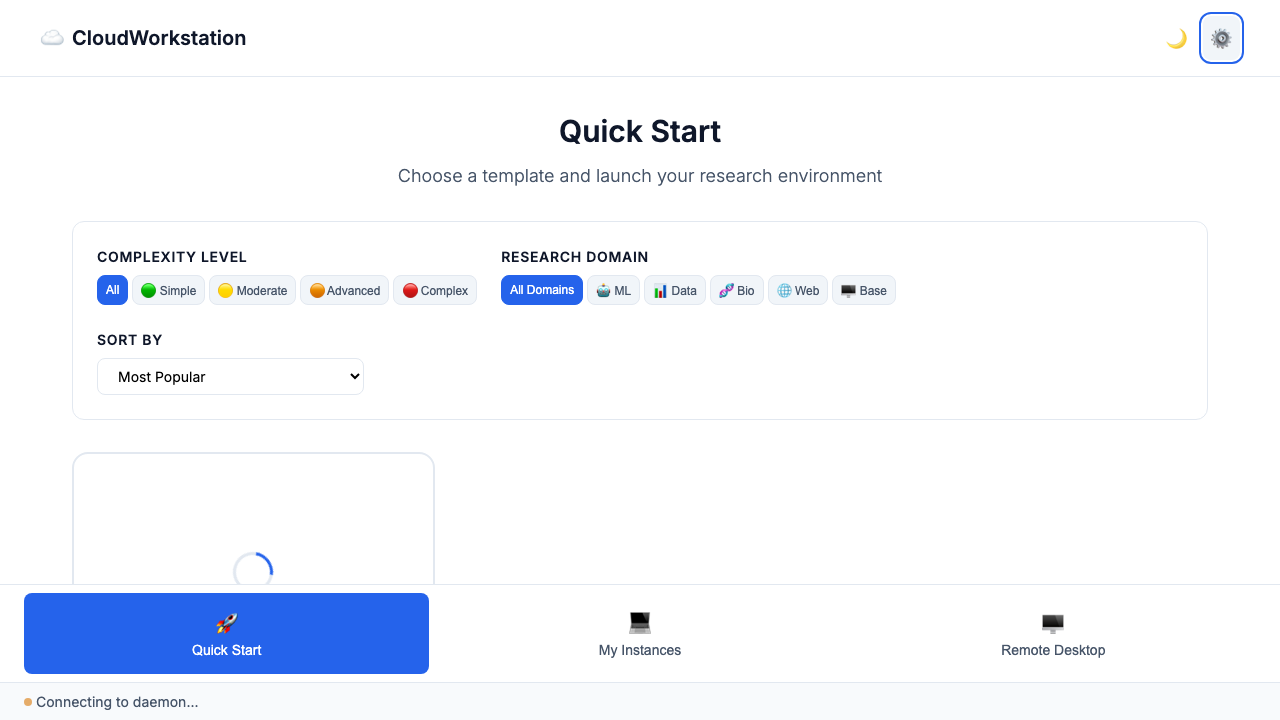 CloudWorkstation
Quick Start
Choose a template and launch your research environment
COMPLEXITY LEVEL
All
Simple
Moderate
Advanced
Complex
RESEARCH DOMAIN
All Domains
ML
Data
Bio
Web
Base
SORT BY
Most Popular
Quick Start
My Instances
Remote Desktop
Connecting to daemon...